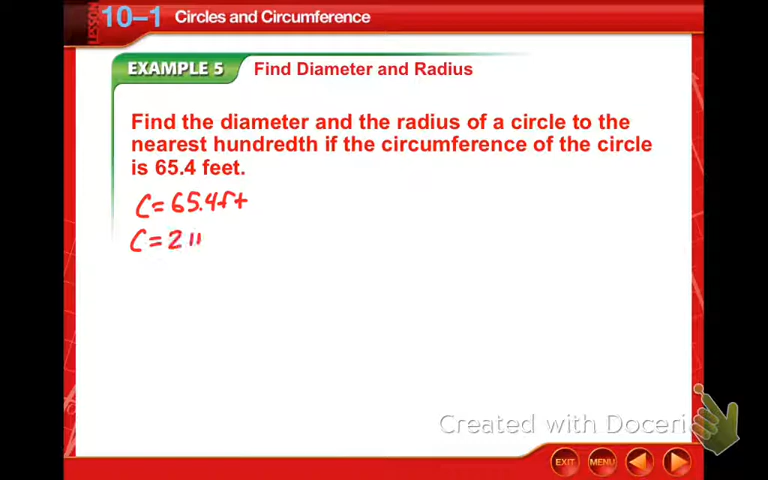 LESSON 10–1 Circles and Circumference
EXAMPLE 5 Find Diameter and Radius
Find the diameter and the radius of a circle to the
nearest hundredth if the circumference of the circle
is 65.4 feet.
C=65.4ft
C=2
Created with Doceri
EXIT MENU